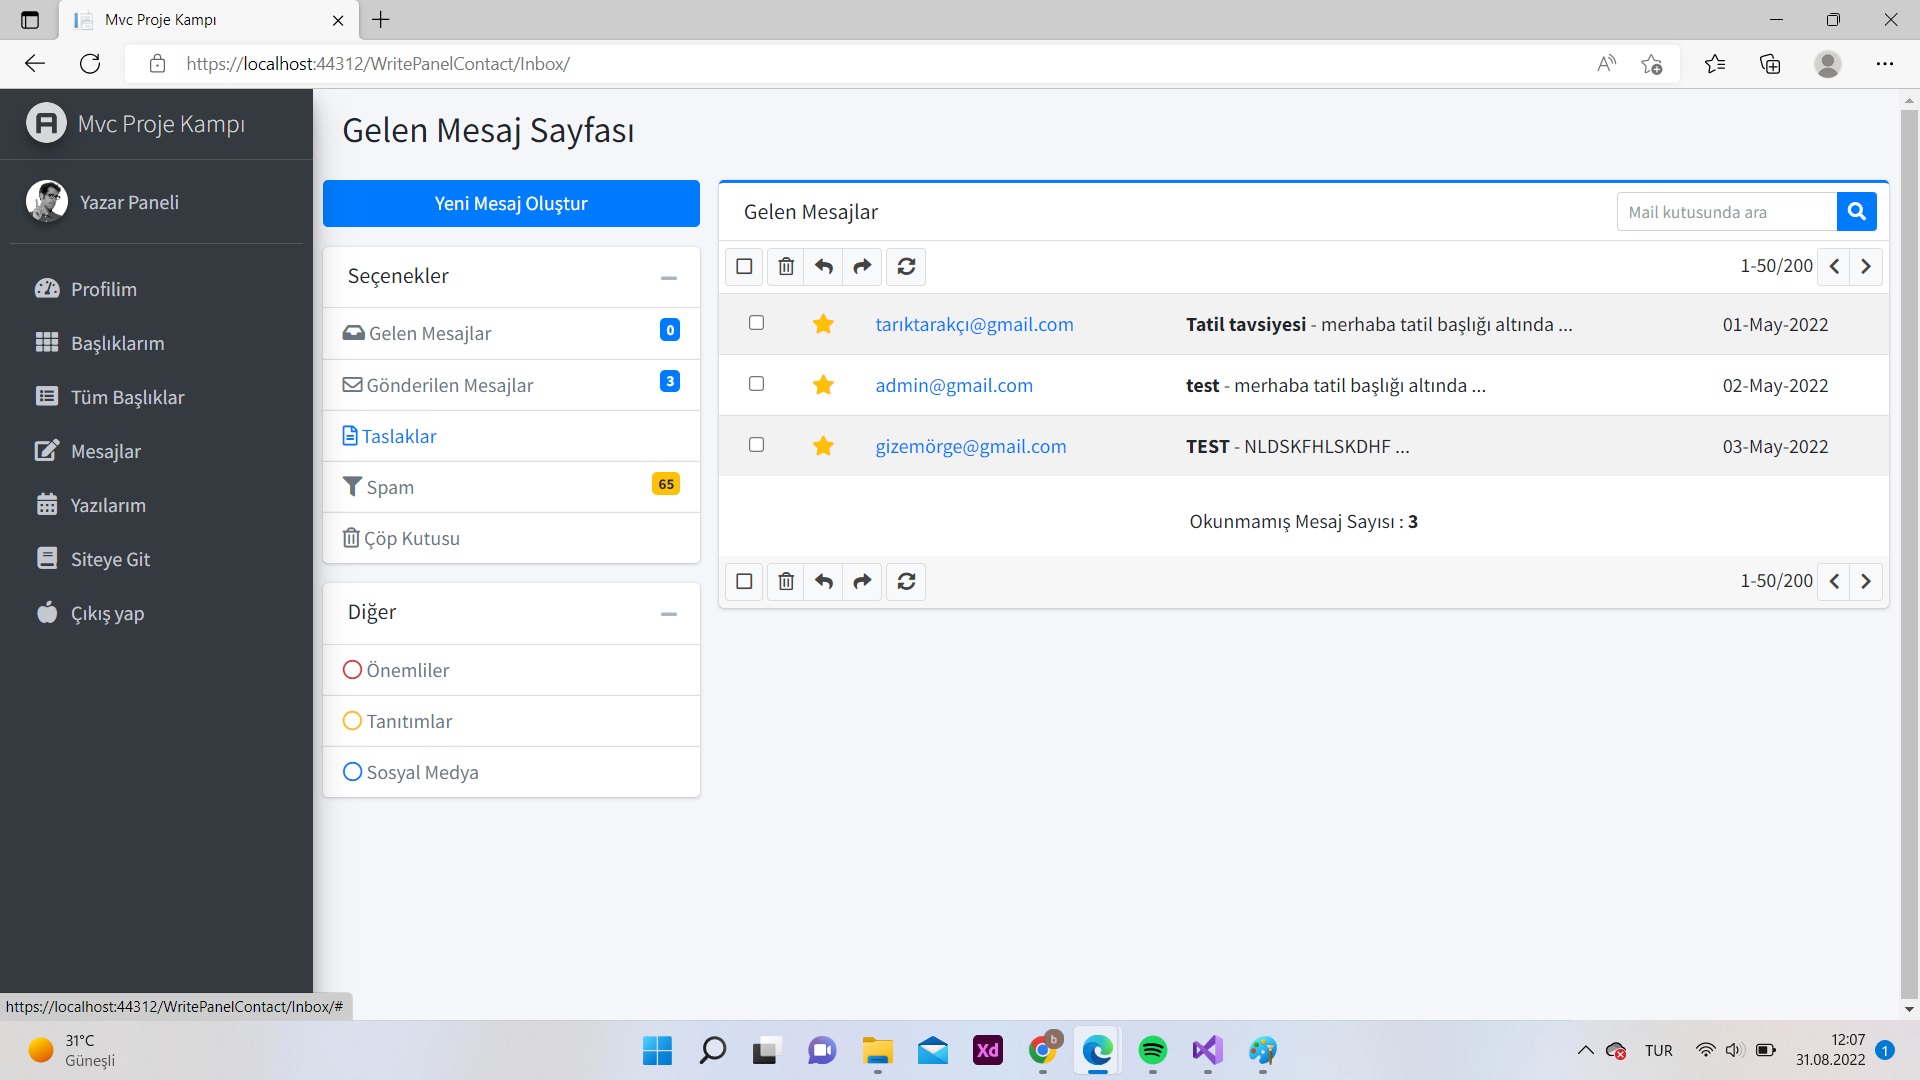 Mvc Proje Kampı
https://localhost:44312/WritePanelContact/Inbox/
Mvc Proje Kampı
Yazar Paneli
Profilim
Başlıklarım
Tüm Başlıklar
Mesajlar
Yazılarım
Siteye Git
Çıkış yap
Gelen Mesaj Sayfası
Yeni Mesaj Oluştur
Seçenekler
Gelen Mesajlar 0
Gönderilen Mesajlar 3
Taslaklar
Spam 65
Çöp Kutusu
Diğer
Önemliler
Tanıtımlar
Sosyal Medya
Gelen Mesajlar
Mail kutusunda ara
1-50/200
tarıktarakçı@gmail.com Tatil tavsiyesi - merhaba tatil başlığı altında ... 01-May-2022
admin@gmail.com test - merhaba tatil başlığı altında ... 02-May-2022
gizemörge@gmail.com TEST - NLDSKFHLSKDHF ... 03-May-2022
Okunmamış Mesaj Sayısı : 3
1-50/200
https://localhost:44312/WritePanelContact/Inbox/#
31°C
Güneşli
Xd
b
TUR
12:07
31.08.2022
1